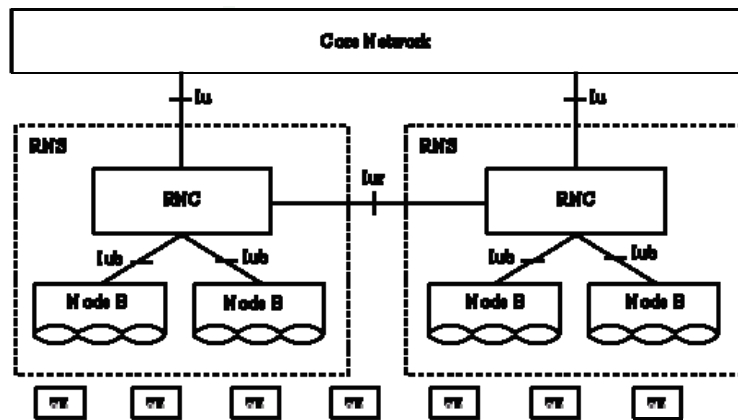 Core Network
Iu Iu
RNS RNS
RNC Iur RNC
Iub Iub Iub Iub
Node B Node B Node B Node B